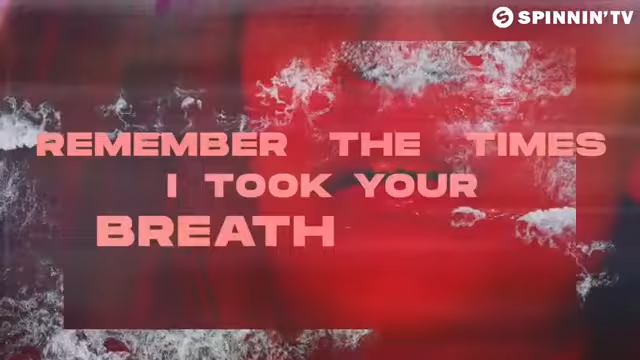 SPINNIN' TV
REMEMBER THE TIMES
I TOOK YOUR
BREATH